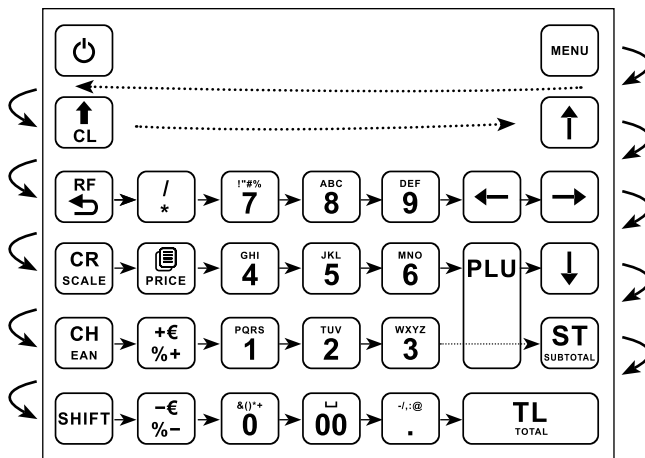 MENU
CL
RF
/
*
!"#%
7
ABC
8
DEF
9
CR
SCALE
PRICE
GHI
4
JKL
5
MNO
6
PLU
CH
EAN
+€
%+
PQRS
1
TUV
2
WXYZ
3
ST
SUBTOTAL
SHIFT
−€
%−
&()*+
0
00
-/,:@
.
TL
TOTAL